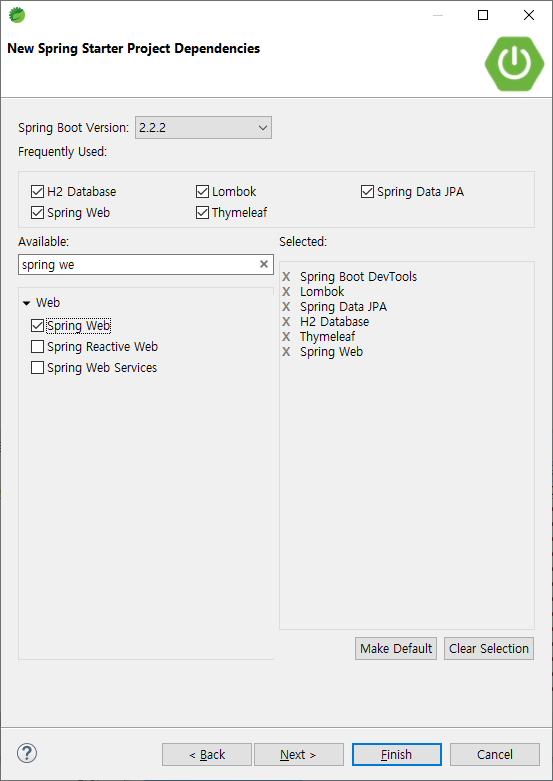 New Spring Starter Project Dependencies
Spring Boot Version: 2.2.2
Frequently Used:
H2 Database Lombok Spring Data JPA
Spring Web Thymeleaf
Available: Selected:
spring we
Web
Spring Web
Spring Reactive Web
Spring Web Services
X Spring Boot DevTools
X Lombok
X Spring Data JPA
X H2 Database
X Thymeleaf
X Spring Web
Make Default Clear Selection
? < Back Next > Finish Cancel